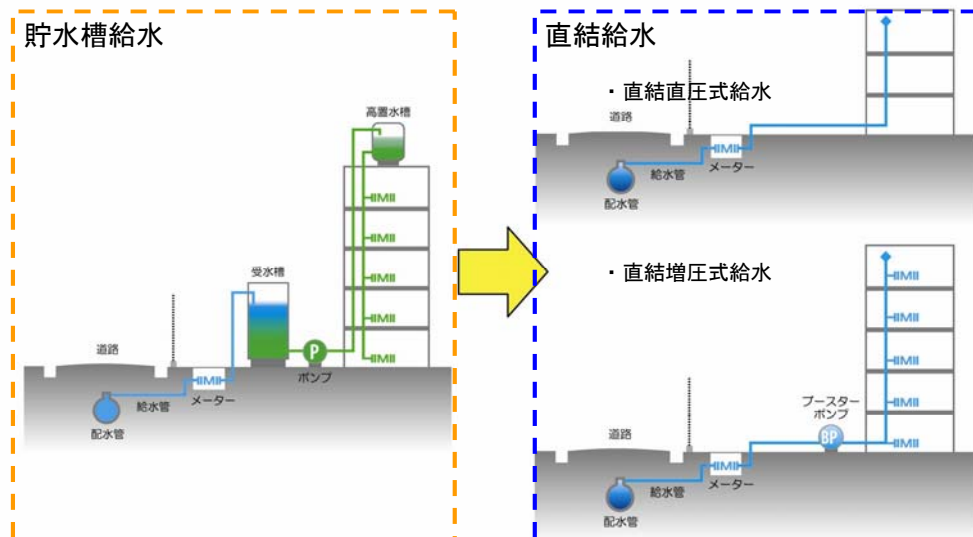 貯水槽給水
高置水槽
受水槽
道路
P
ポンプ
給水管
メーター
配水管
直結給水
・直結直圧式給水
道路
給水管
メーター
配水管
・直結増圧式給水
ブースター
ポンプ
BP
道路
給水管
メーター
配水管